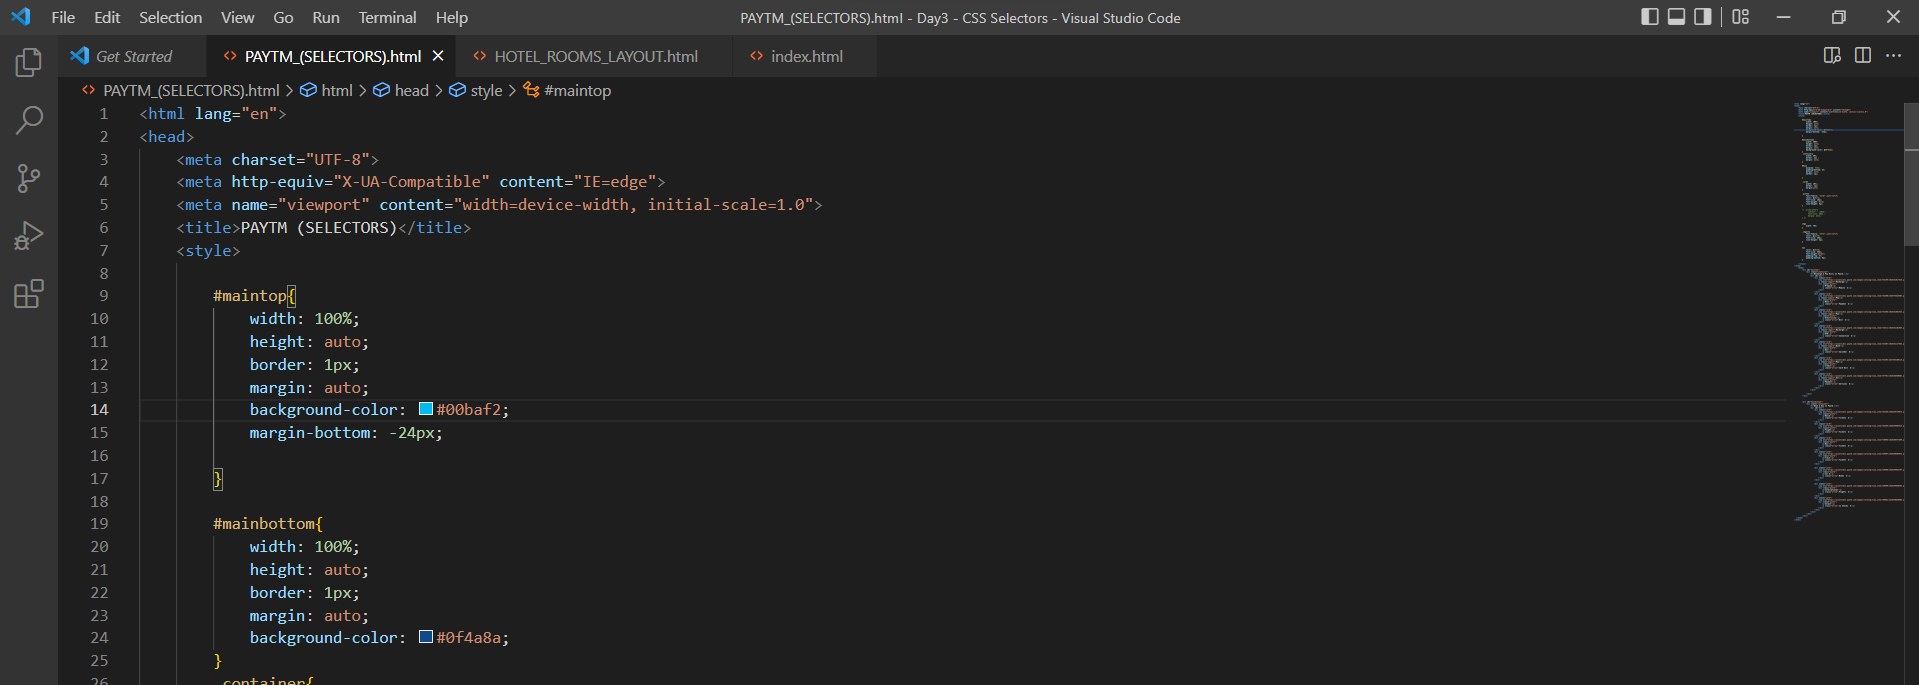 File Edit Selection View Go Run Terminal Help PAYTM_(SELECTORS).html - Day3 - CSS Selectors - Visual Studio Code
Get Started PAYTM_(SELECTORS).html HOTEL_ROOMS_LAYOUT.html index.html
PAYTM_(SELECTORS).html > html > head > style > #maintop
1 <html lang="en">
2 <head>
3 <meta charset="UTF-8">
4 <meta http-equiv="X-UA-Compatible" content="IE=edge">
5 <meta name="viewport" content="width=device-width, initial-scale=1.0">
6 <title>PAYTM (SELECTORS)</title>
7 <style>
8
9 #maintop{
10 width: 100%;
11 height: auto;
12 border: 1px;
13 margin: auto;
14 background-color: #00baf2;
15 margin-bottom: -24px;
16
17 }
18
19 #mainbottom{
20 width: 100%;
21 height: auto;
22 border: 1px;
23 margin: auto;
24 background-color: #0f4a8a;
25 }
26 .container{